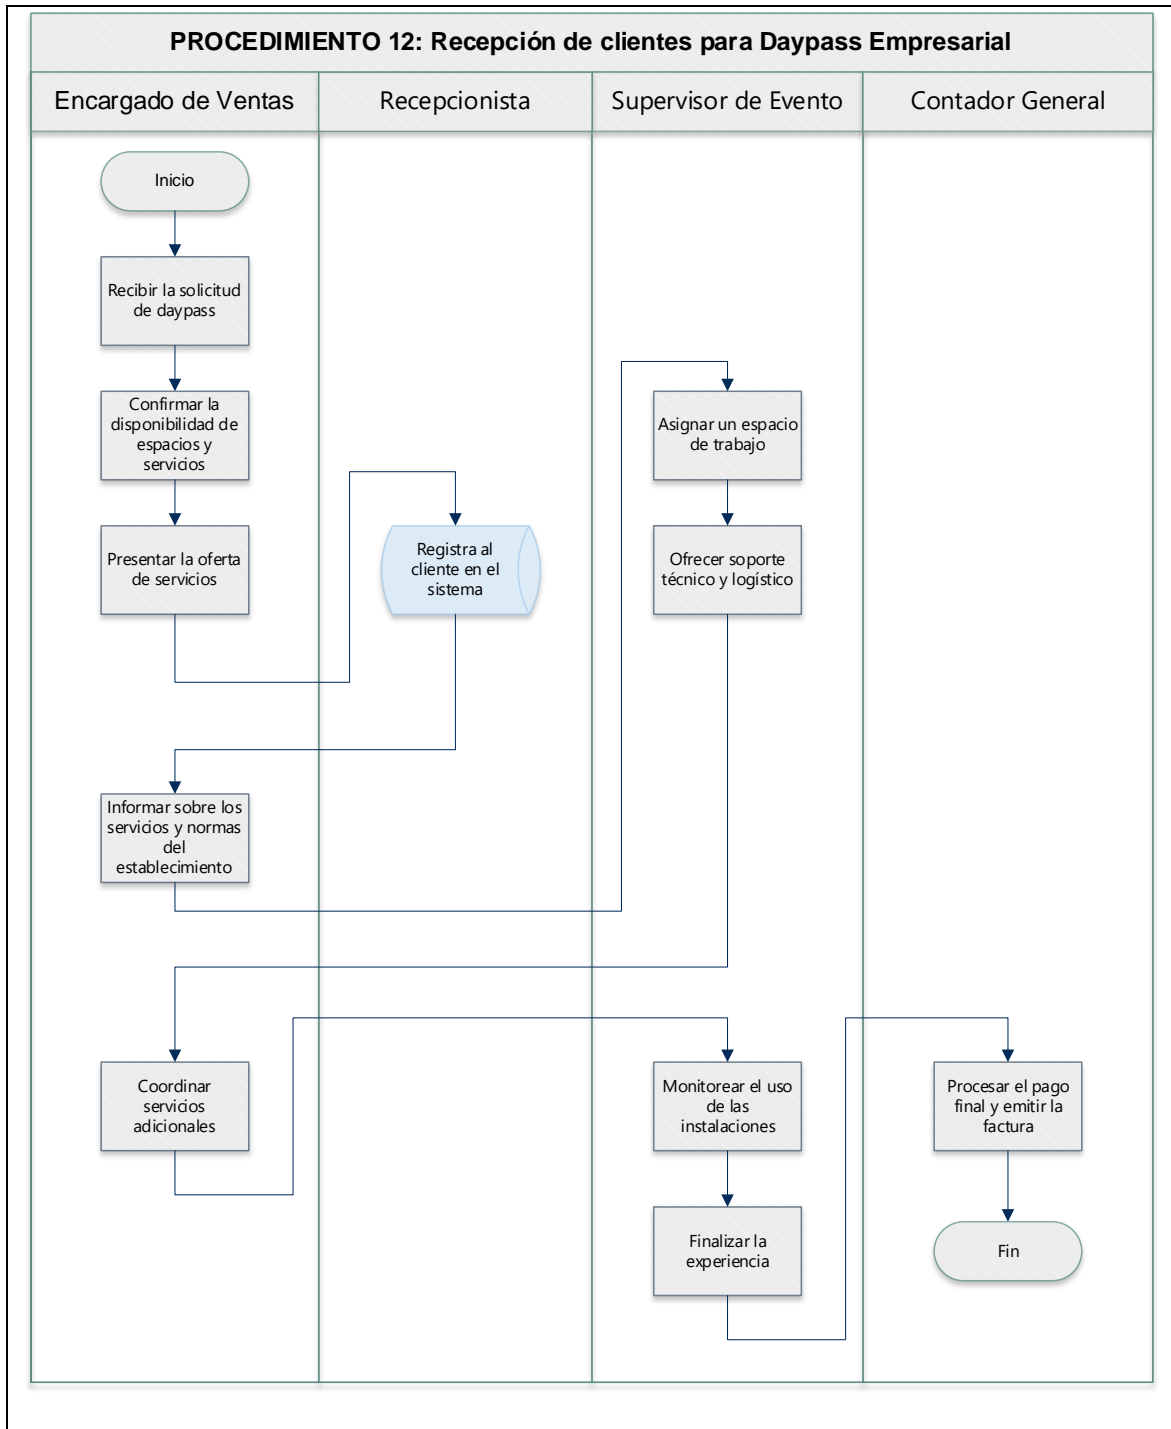 PROCEDIMIENTO 12: Recepción de clientes para Daypass Empresarial
Encargado de Ventas
Recepcionista
Supervisor de Evento
Contador General
Inicio
Recibir la solicitud
de daypass
Confirmar la
disponibilidad de
espacios y
servicios
Presentar la oferta
de servicios
Registra al
cliente en el
sistema
Informar sobre los
servicios y normas
del
establecimiento
Asignar un espacio
de trabajo
Ofrecer soporte
técnico y logístico
Coordinar
servicios
adicionales
Monitorear el uso
de las
instalaciones
Finalizar la
experiencia
Procesar el pago
final y emitir la
factura
Fin